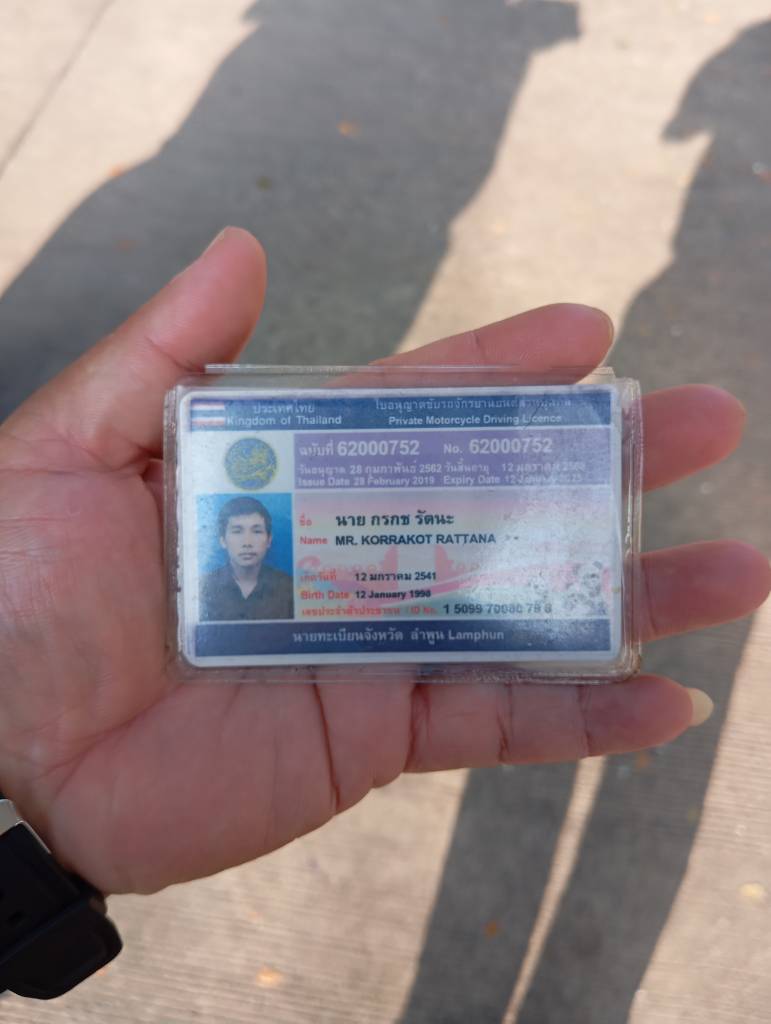 ประเทศไทย
Kingdom of Thailand
ใบอนุญาตขับรถจักรยานยนต์ส่วนบุคคล
Private Motorcycle Driving Licence
ฉบับที่ 62000752 No. 62000752
วันอนุญาต 28 กุมภาพันธ์ 2562 วันสิ้นอายุ 12 มกราคม
Issue Date 28 February 2019 Expiry Date 12 January
ชื่อ นาย กรกช รัตนะ
Name MR. KORRAKOT RATTANA
เกิดวันที่ 12 มกราคม 2541
Birth Date 12 January 1998
เลขประจำตัวประชาชน / ID No. 1 5099
นายทะเบียนจังหวัด ลำพูน Lamphun